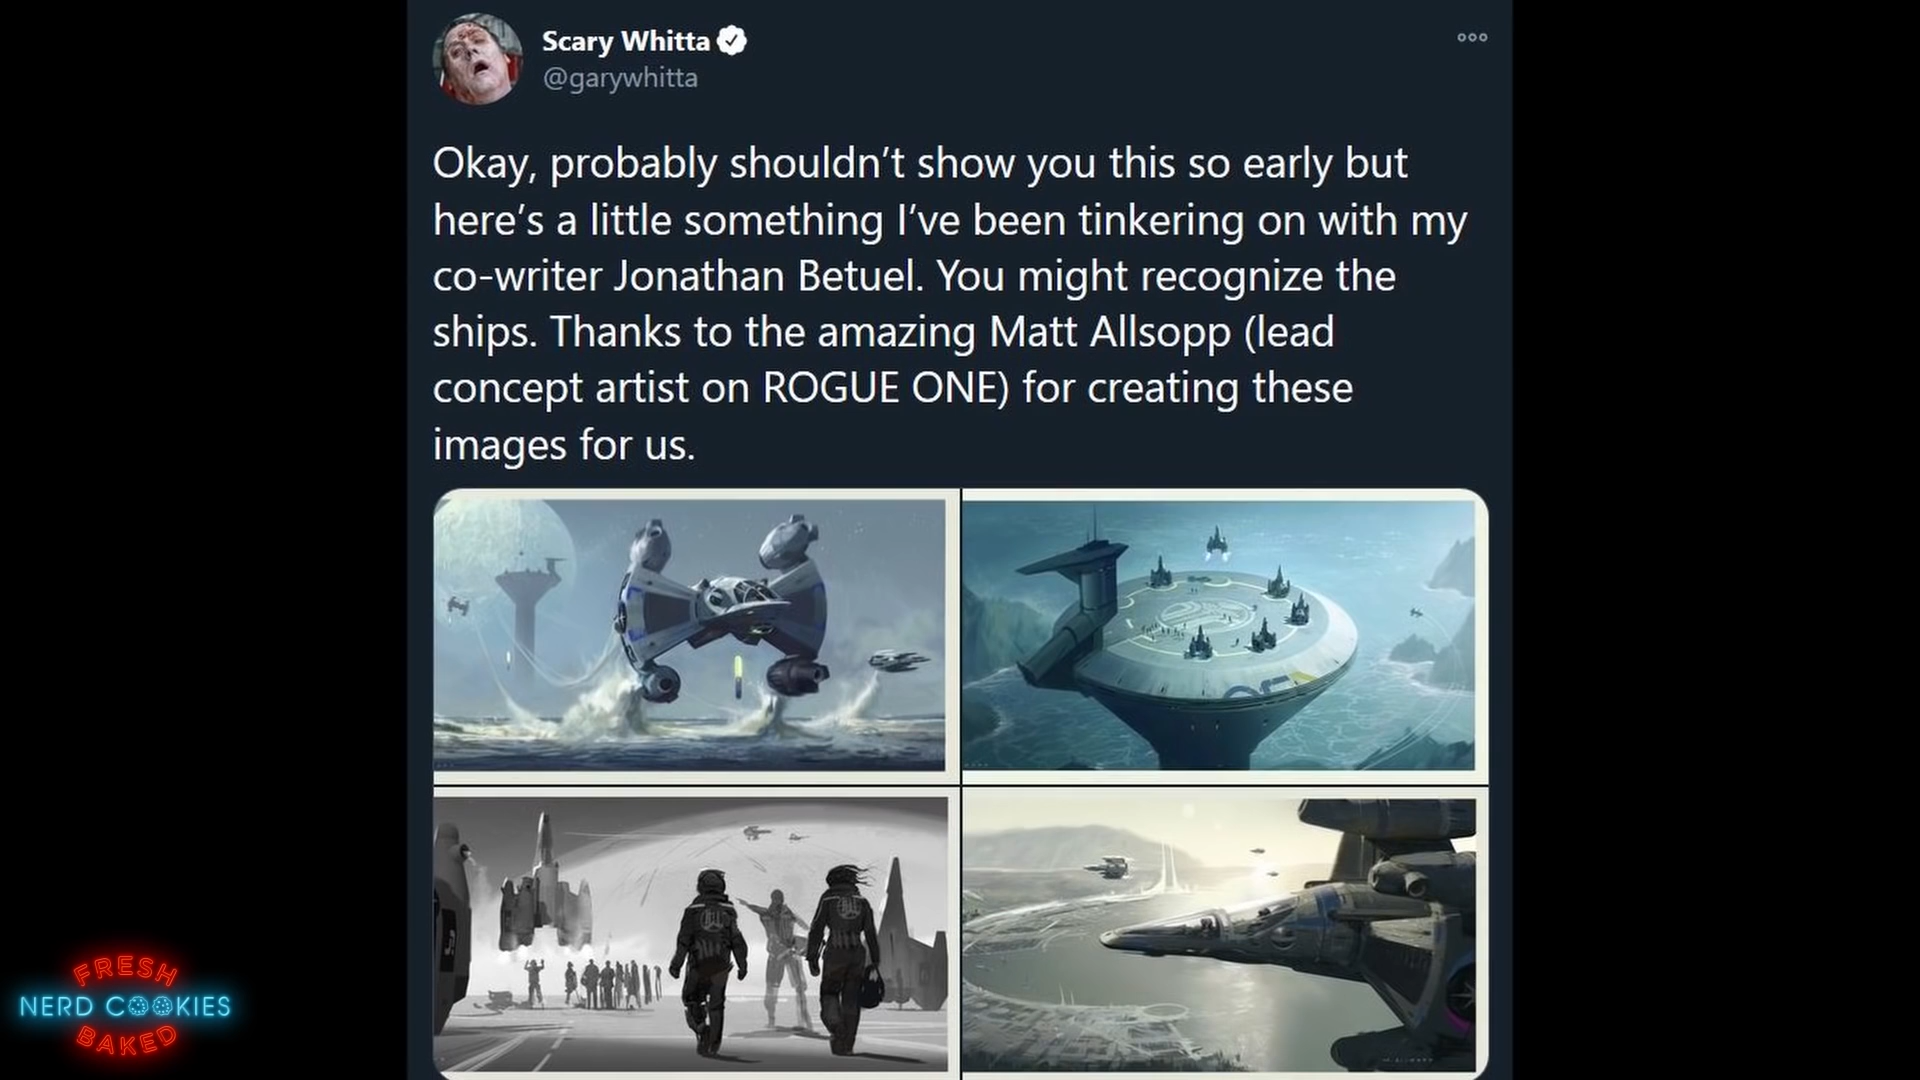 Scary Whitta
@garywhitta
Okay, probably shouldn’t show you this so early but
here’s a little something I’ve been tinkering on with my
co-writer Jonathan Betuel. You might recognize the
ships. Thanks to the amazing Matt Allsopp (lead
concept artist on ROGUE ONE) for creating these
images for us.
FRESH
NERD COOKIES
BAKED